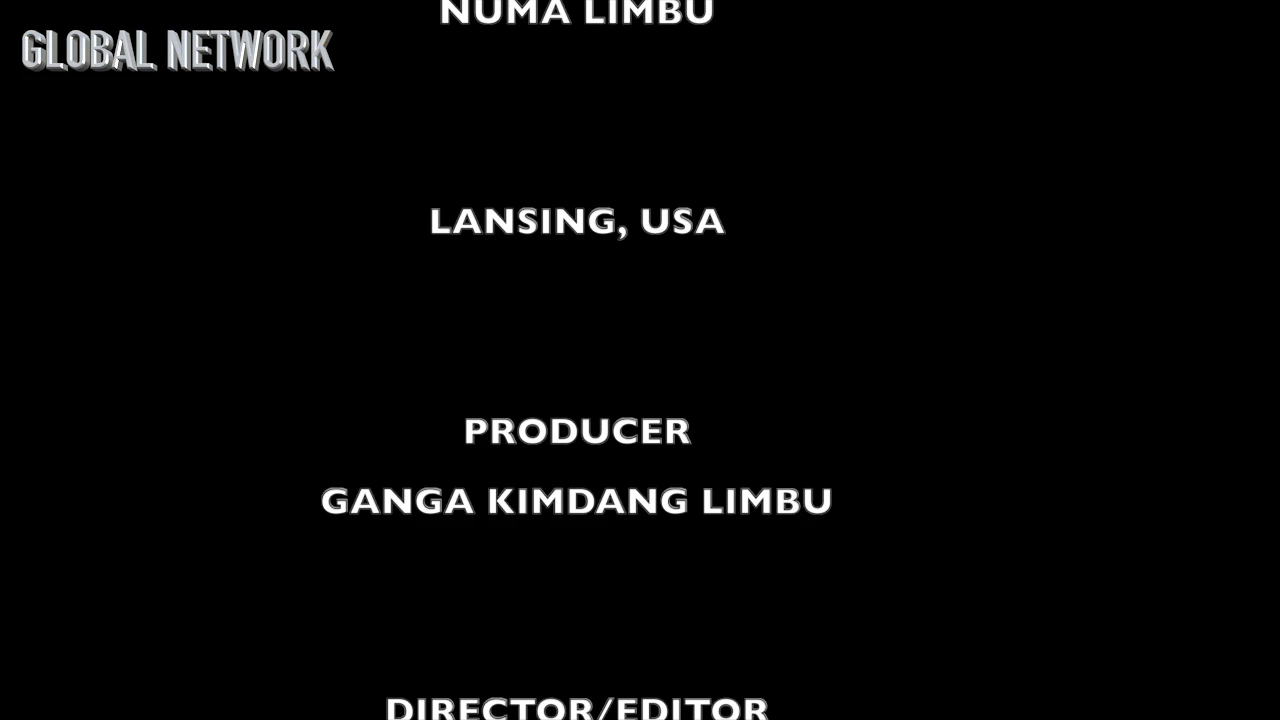 NUMA LIMBU
GLOBAL NETWORK
LANSING, USA
PRODUCER
GANGA KIMDANG LIMBU
DIRECTOR/EDITOR